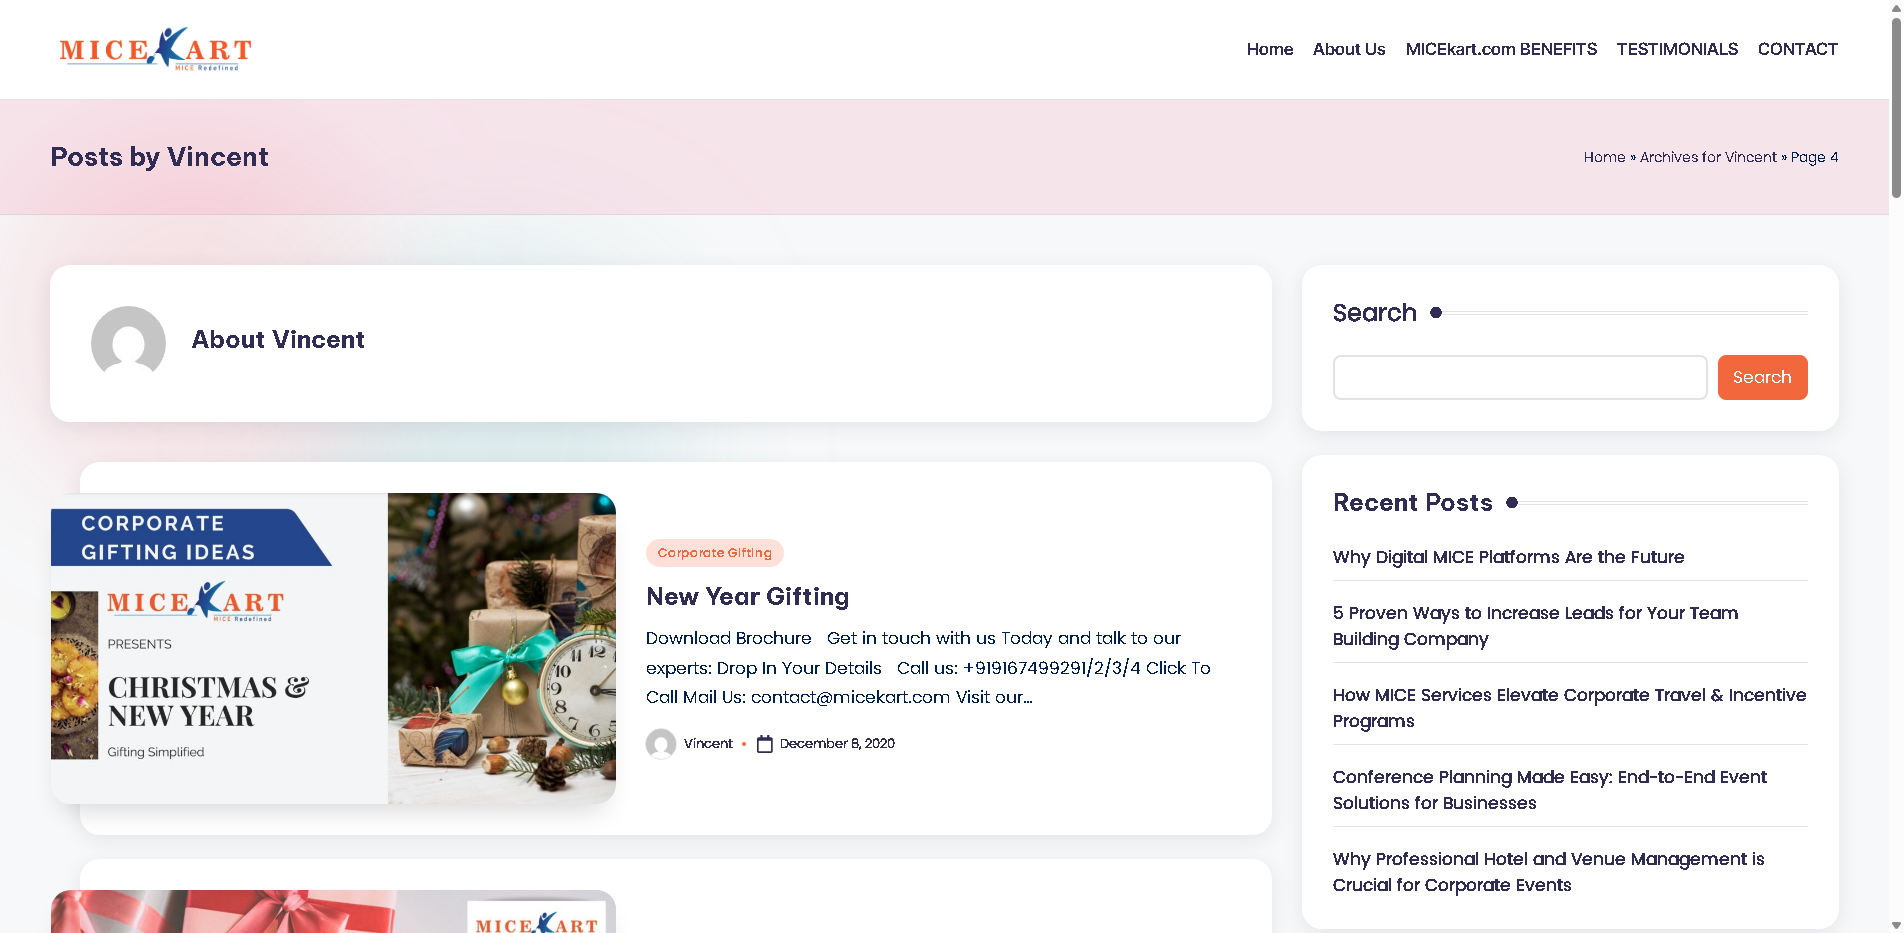 MICEKART
MICE Redefined
Home About Us MICEkart.com BENEFITS TESTIMONIALS CONTACT
Posts by Vincent
Home » Archives for Vincent » Page 4
About Vincent
CORPORATE
GIFTING IDEAS
MICEKART
MICE Redefined
PRESENTS
CHRISTMAS &
NEW YEAR
Gifting Simplified
Corporate Gifting
New Year Gifting
Download Brochure Get in touch with us Today and talk to our
experts: Drop In Your Details Call us: +919167499291/2/3/4 Click To
Call Mail Us: contact@micekart.com Visit our...
Vincent • December 8, 2020
MICEKART
Search
Search
Recent Posts
Why Digital MICE Platforms Are the Future
5 Proven Ways to Increase Leads for Your Team
Building Company
How MICE Services Elevate Corporate Travel & Incentive
Programs
Conference Planning Made Easy: End-to-End Event
Solutions for Businesses
Why Professional Hotel and Venue Management is
Crucial for Corporate Events